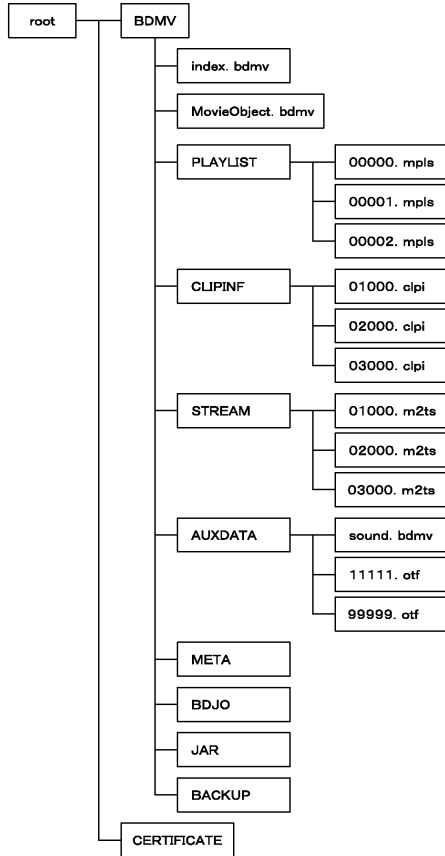 root
BDMV
index. bdmv
MovieObject. bdmv
PLAYLIST
00000. mpls
00001. mpls
00002. mpls
CLIPINF
01000. clpi
02000. clpi
03000. clpi
STREAM
01000. m2ts
02000. m2ts
03000. m2ts
AUXDATA
sound. bdmv
11111. otf
99999. otf
META
BDJO
JAR
BACKUP
CERTIFICATE